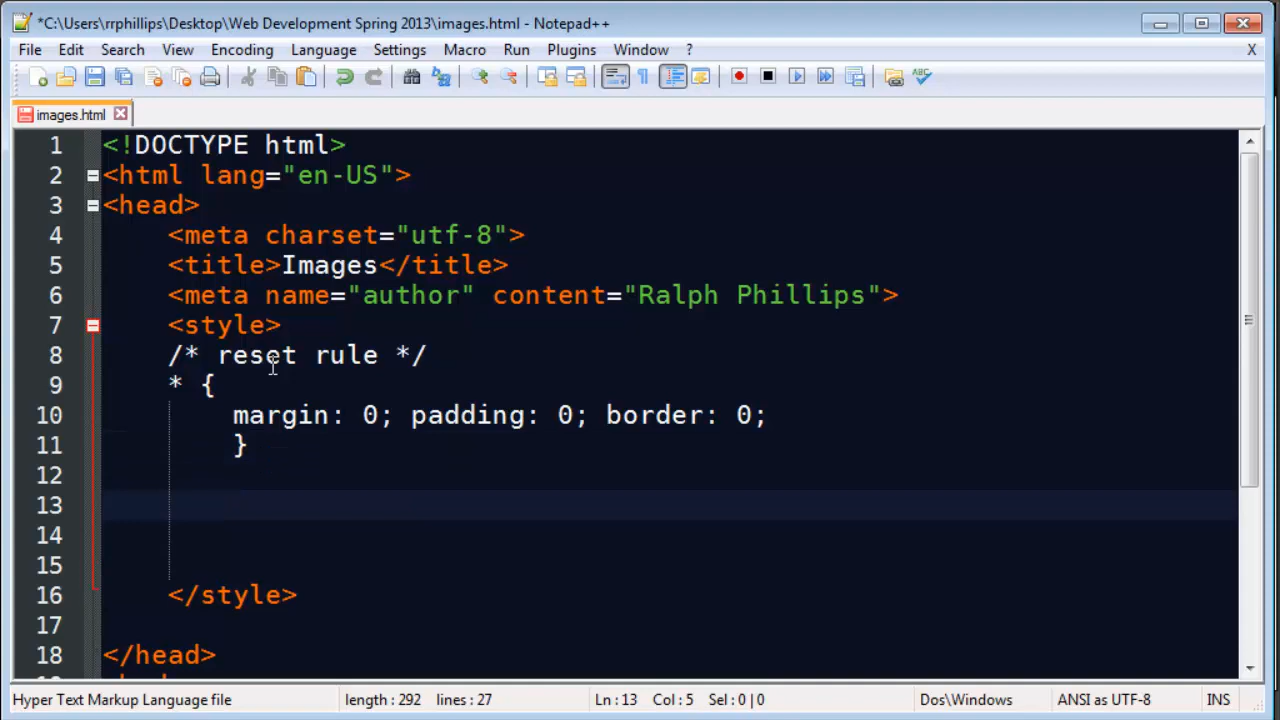 *C:\Users\rrphillips\Desktop\Web Development Spring 2013\images.html - Notepad++
File Edit Search View Encoding Language Settings Macro Run Plugins Window ? X
ABC
images.html
1 <!DOCTYPE html>
2 <html lang="en-US">
3 <head>
4 <meta charset="utf-8">
5 <title>Images</title>
6 <meta name="author" content="Ralph Phillips">
7 <style>
8 /* reset rule */
9 * {
10 margin: 0; padding: 0; border: 0;
11 }
12
13
14
15
16 </style>
17
18 </head>
Hyper Text Markup Language file length : 292 lines : 27 Ln : 13 Col : 5 Sel : 0 | 0 Dos\Windows ANSI as UTF-8 INS